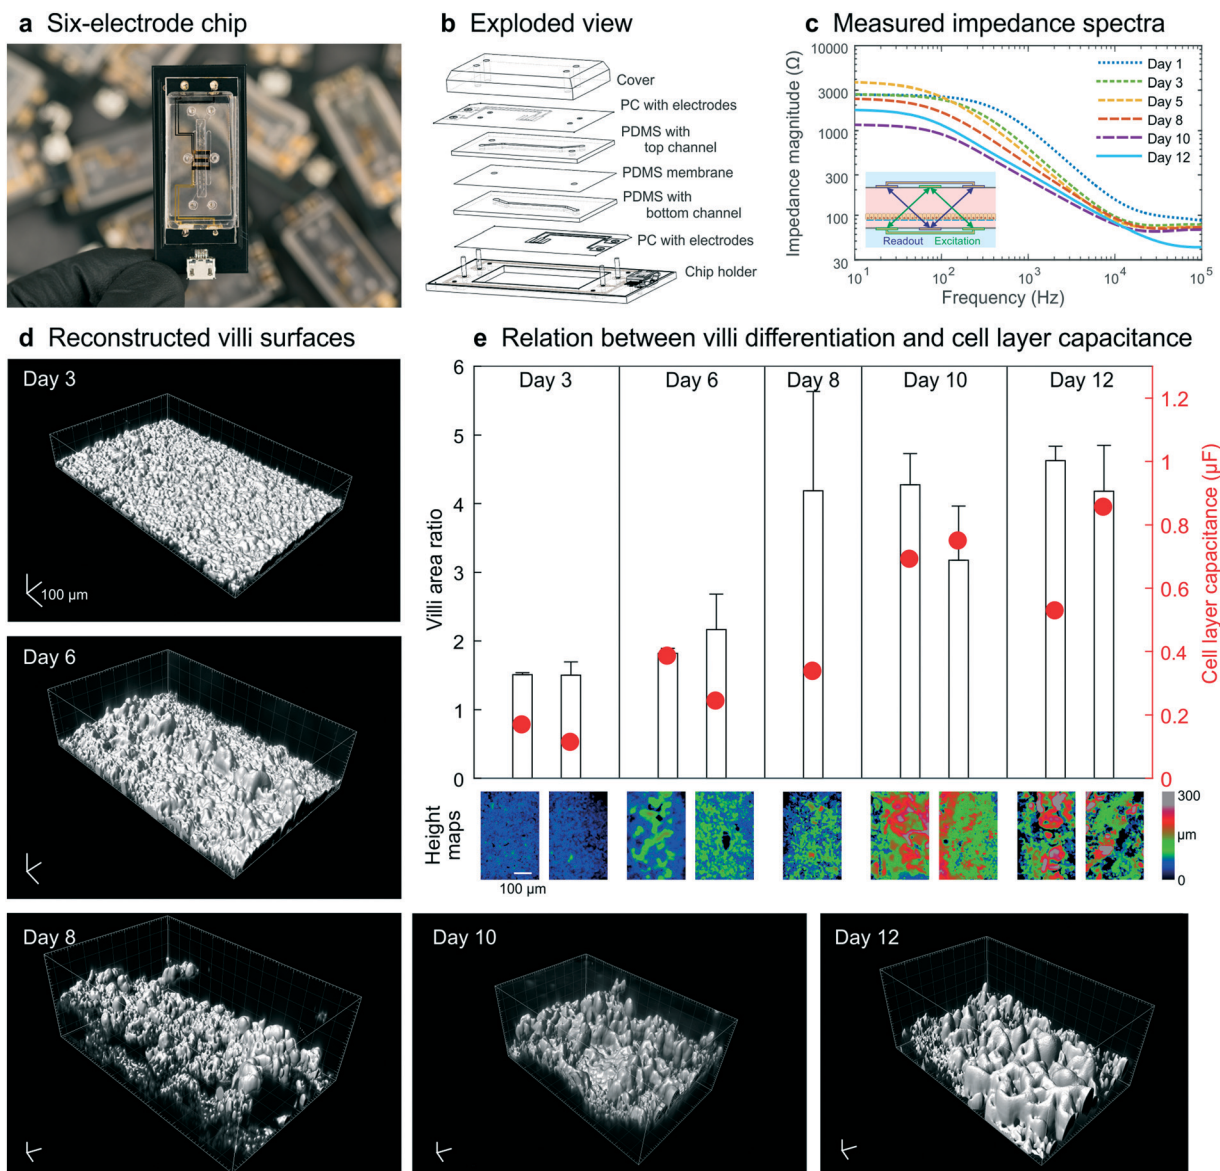 a Six-electrode chip
b Exploded view
Cover
PC with electrodes
PDMS with
top channel
PDMS membrane
PDMS with
bottom channel
PC with electrodes
Chip holder
c Measured impedance spectra
Impedance magnitude (Ω)
10000
3000
1000
300
100
30
Day 1
Day 3
Day 5
Day 8
Day 10
Day 12
Readout Excitation
10¹ 10² 10³ 10⁴ 10⁵
Frequency (Hz)
d Reconstructed villi surfaces
Day 3
100 µm
Day 6
Day 8
Day 10
Day 12
e Relation between villi differentiation and cell layer capacitance
Day 3 Day 6 Day 8 Day 10 Day 12
Villi area ratio
6
5
4
3
2
1
0
Cell layer capacitance (µF)
1.2
1
0.8
0.6
0.4
0.2
0
Height
maps
100 µm
300
µm
0